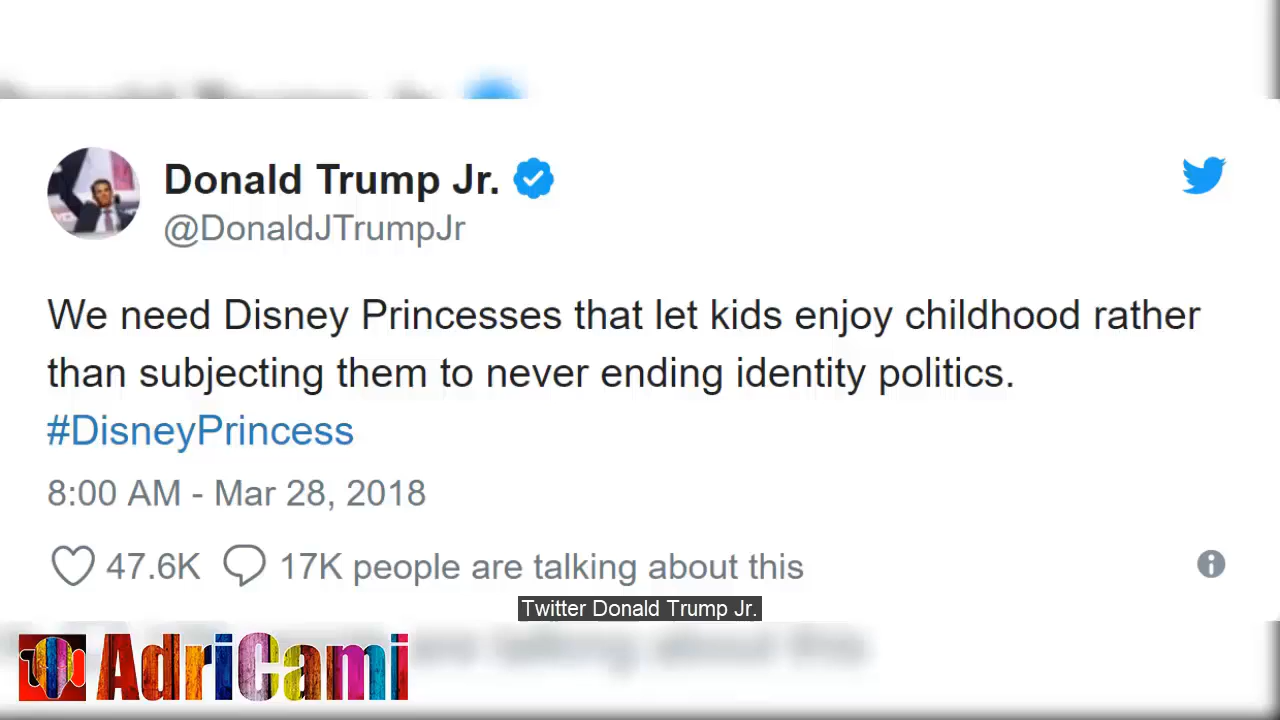 Donald Trump Jr.
@DonaldJTrumpJr
We need Disney Princesses that let kids enjoy childhood rather
than subjecting them to never ending identity politics.
#DisneyPrincess
8:00 AM - Mar 28, 2018
47.6K 17K people are talking about this
Twitter Donald Trump Jr.
AdriCami